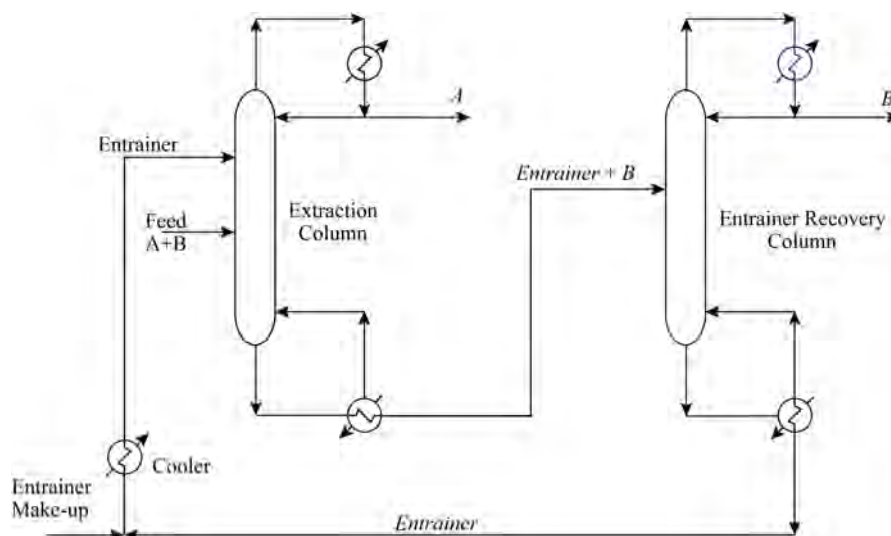 A
B
Entrainer
Entrainer + B
Feed
A+B
Extraction
Column
Entrainer Recovery
Column
Cooler
Entrainer
Make-up
Entrainer